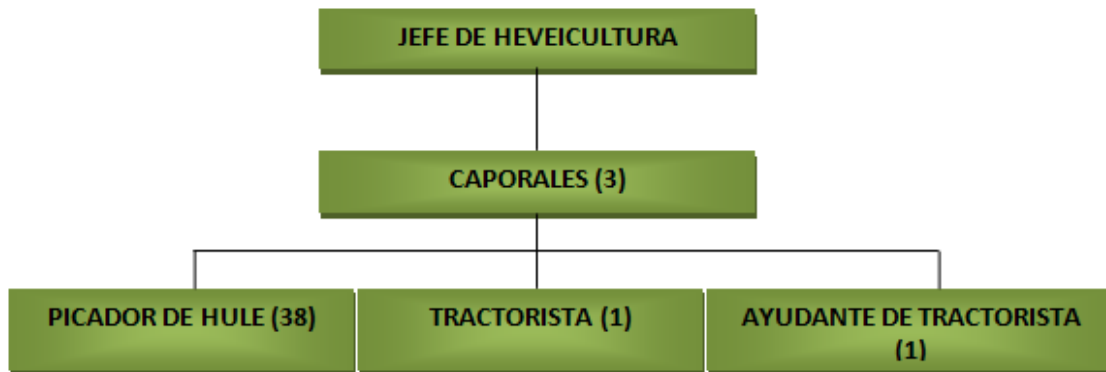 JEFE DE HEVEICULTURA
CAPORALES (3)
PICADOR DE HULE (38)
TRACTORISTA (1)
AYUDANTE DE TRACTORISTA
(1)